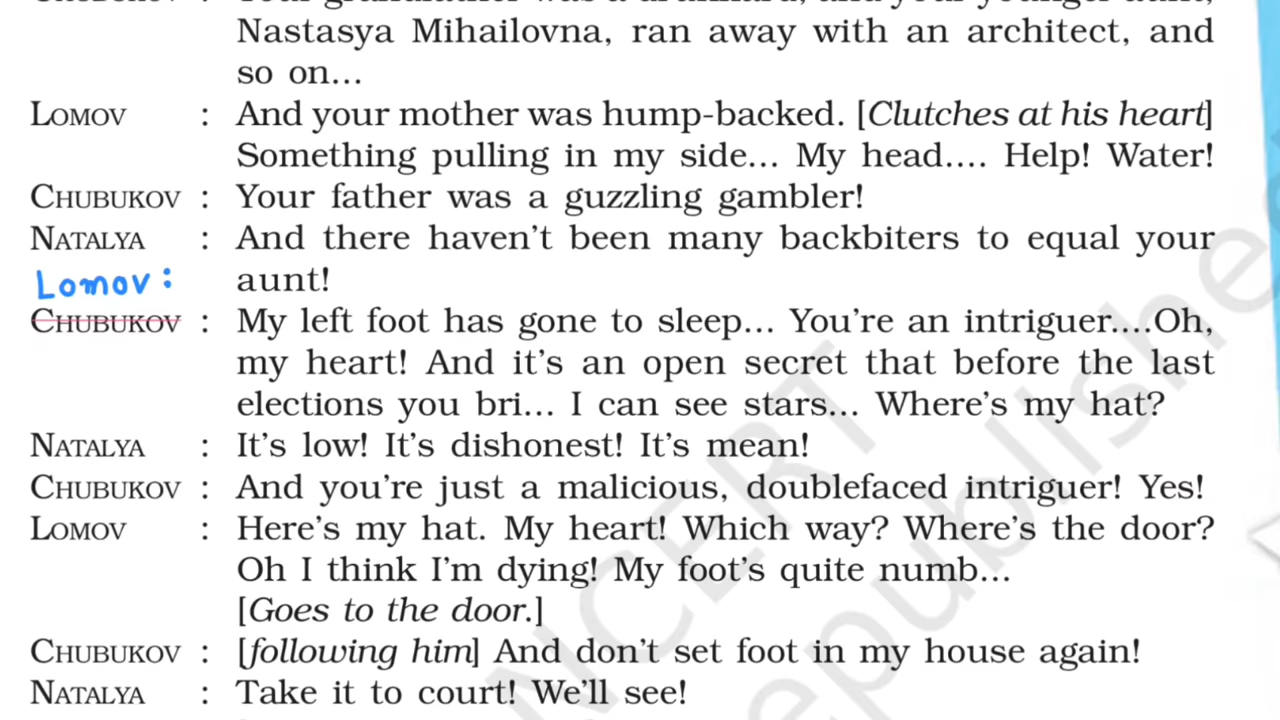 Nastasya Mihailovna, ran away with an architect, and
so on...
LOMOV : And your mother was hump-backed. [Clutches at his heart]
Something pulling in my side... My head.... Help! Water!
CHUBUKOV : Your father was a guzzling gambler!
NATALYA : And there haven't been many backbiters to equal your
Lomov: aunt!
CHUBUKOV : My left foot has gone to sleep... You're an intriguer....Oh,
my heart! And it's an open secret that before the last
elections you bri... I can see stars... Where's my hat?
NATALYA : It's low! It's dishonest! It's mean!
CHUBUKOV : And you're just a malicious, doublefaced intriguer! Yes!
LOMOV : Here's my hat. My heart! Which way? Where's the door?
Oh I think I'm dying! My foot's quite numb...
[Goes to the door.]
CHUBUKOV : [following him] And don't set foot in my house again!
NATALYA : Take it to court! We'll see!
NCERT